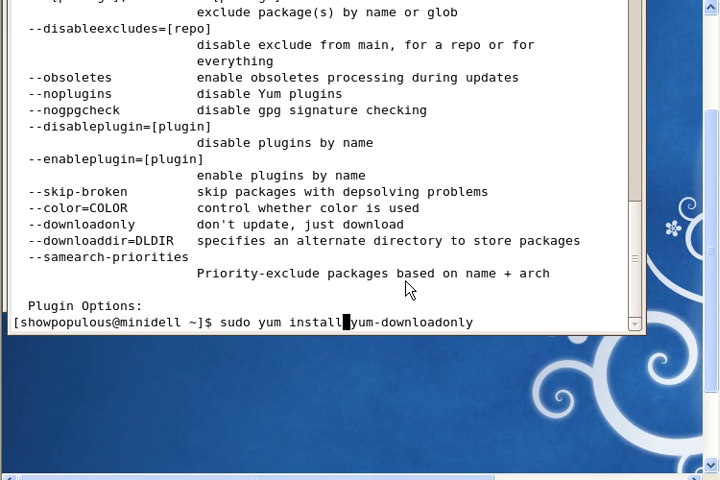 exclude package(s) by name or glob
--disableexcludes=[repo]
disable exclude from main, for a repo or for
everything
--obsoletes enable obsoletes processing during updates
--noplugins disable Yum plugins
--nogpgcheck disable gpg signature checking
--disableplugin=[plugin]
disable plugins by name
--enableplugin=[plugin]
enable plugins by name
--skip-broken skip packages with depsolving problems
--color=COLOR control whether color is used
--downloadonly don't update, just download
--downloaddir=DLDIR specifies an alternate directory to store packages
--samearch-priorities
Priority-exclude packages based on name + arch
Plugin Options:
[showpopulous@minidell ~]$ sudo yum install yum-downloadonly